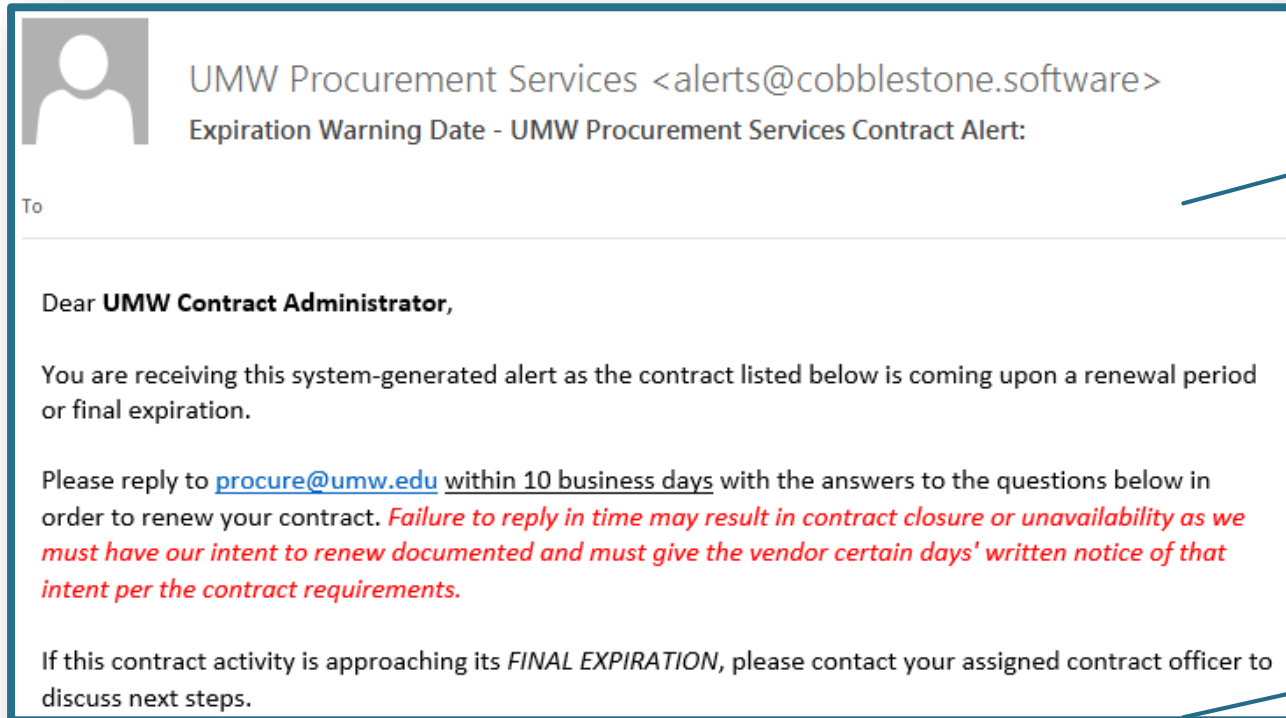 UMW Procurement Services <alerts@cobblestone.software>
Expiration Warning Date - UMW Procurement Services Contract Alert:
To
Dear UMW Contract Administrator,
You are receiving this system-generated alert as the contract listed below is coming upon a renewal period
or final expiration.
Please reply to procure@umw.edu within 10 business days with the answers to the questions below in
order to renew your contract. Failure to reply in time may result in contract closure or unavailability as we
must have our intent to renew documented and must give the vendor certain days' written notice of that
intent per the contract requirements.
If this contract activity is approaching its FINAL EXPIRATION, please contact your assigned contract officer to
discuss next steps.